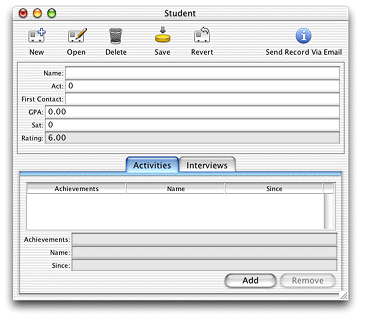 Student
New Open Delete Save Revert Send Record Via Email
Name:
Act: 0
First Contact:
GPA: 0.00
Sat: 0
Rating: 6.00
Activities Interviews
Achievements Name Since
Achievements:
Name:
Since:
Add Remove